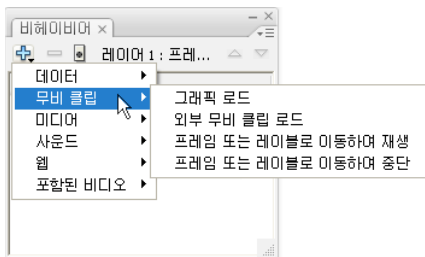 비헤이비어 ×
레이어 1 : 프레...
데이터
무비 클립
미디어
사운드
웹
포함된 비디오
그래픽 로드
외부 무비 클립 로드
프레임 또는 레이블로 이동하여 재생
프레임 또는 레이블로 이동하여 중단